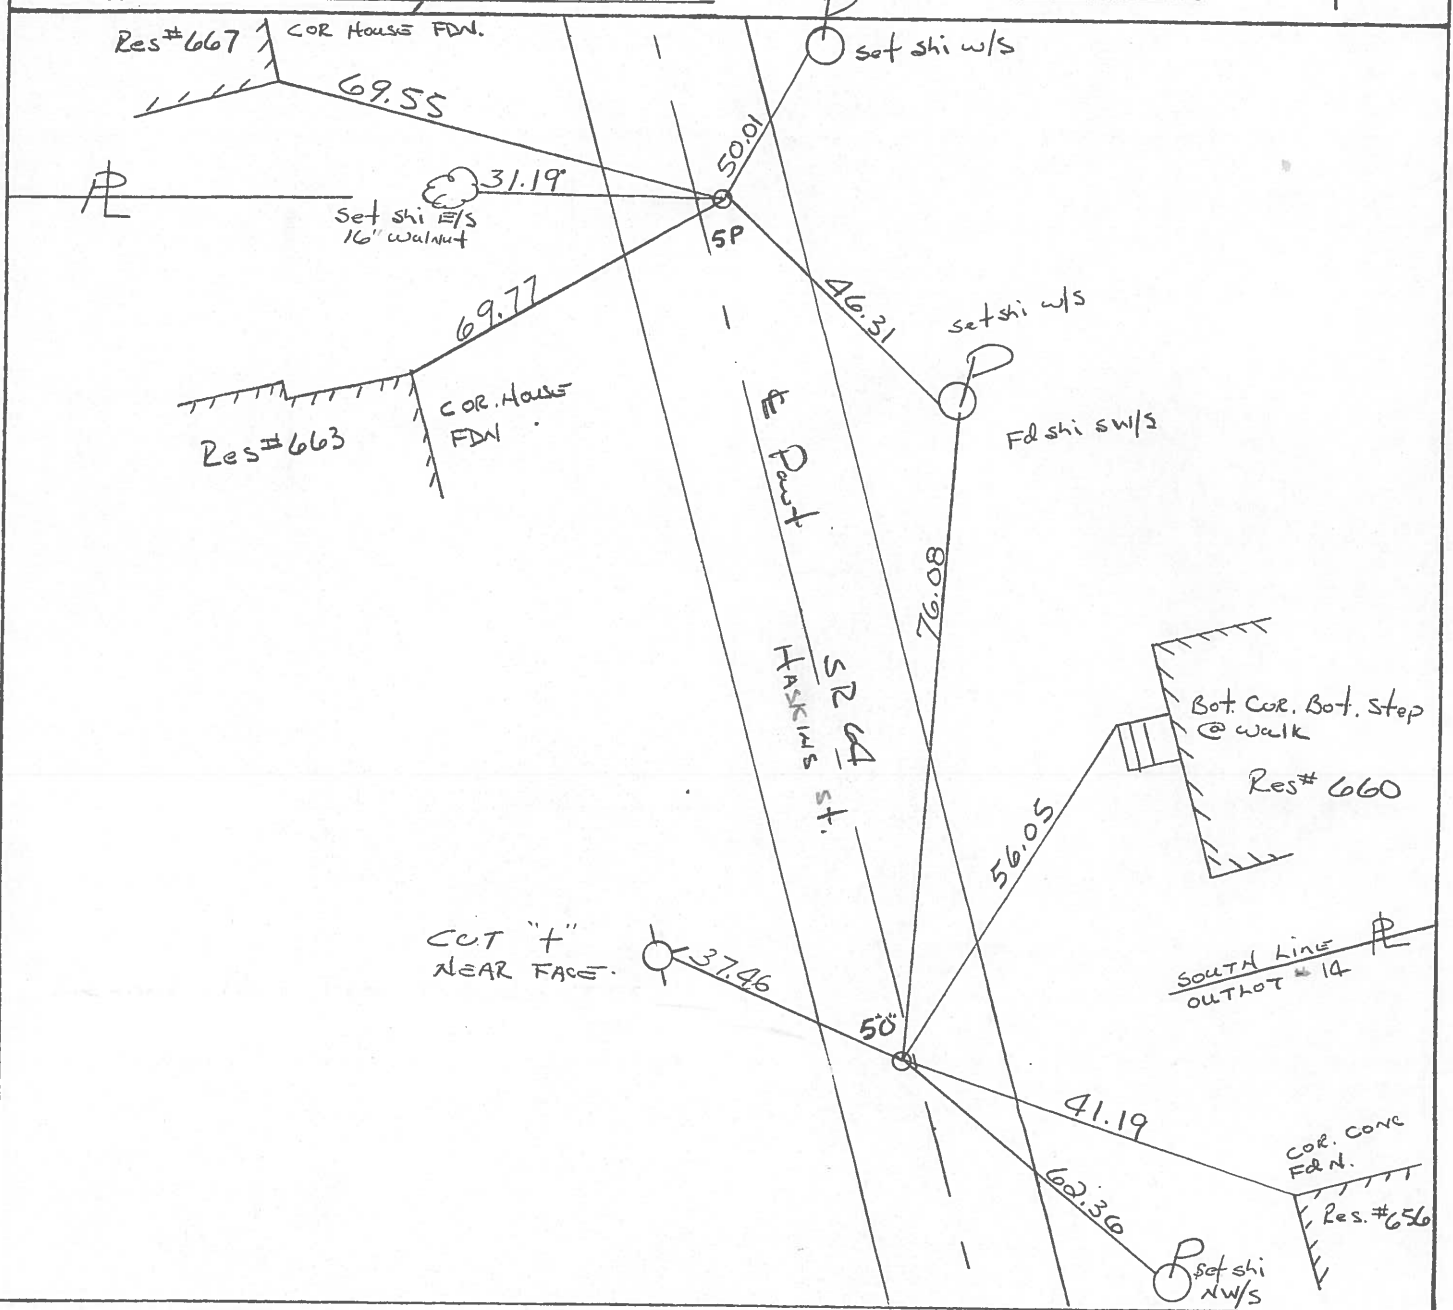 Res#667
COR HOUSE FDN.
set shi w/s
69.55
50.01
PL
31.19
Set shi E/S
16" walnut
5P
69.77
46.31
set shi w/s
COR. HOUSE
FDN
Res#663
Fd shi sw/s
℄ Pavt
76.08
SR 64
HASKINS St.
Bot. COR. Bot. Step
@ walk
Res# 660
56.05
CUT "+"
NEAR FACE.
37.46
PL
SOUTH LINE
OUTLOT 14
50
41.19
COR. CONC
FdN.
62.36
Res. #656
set shi
NW/S